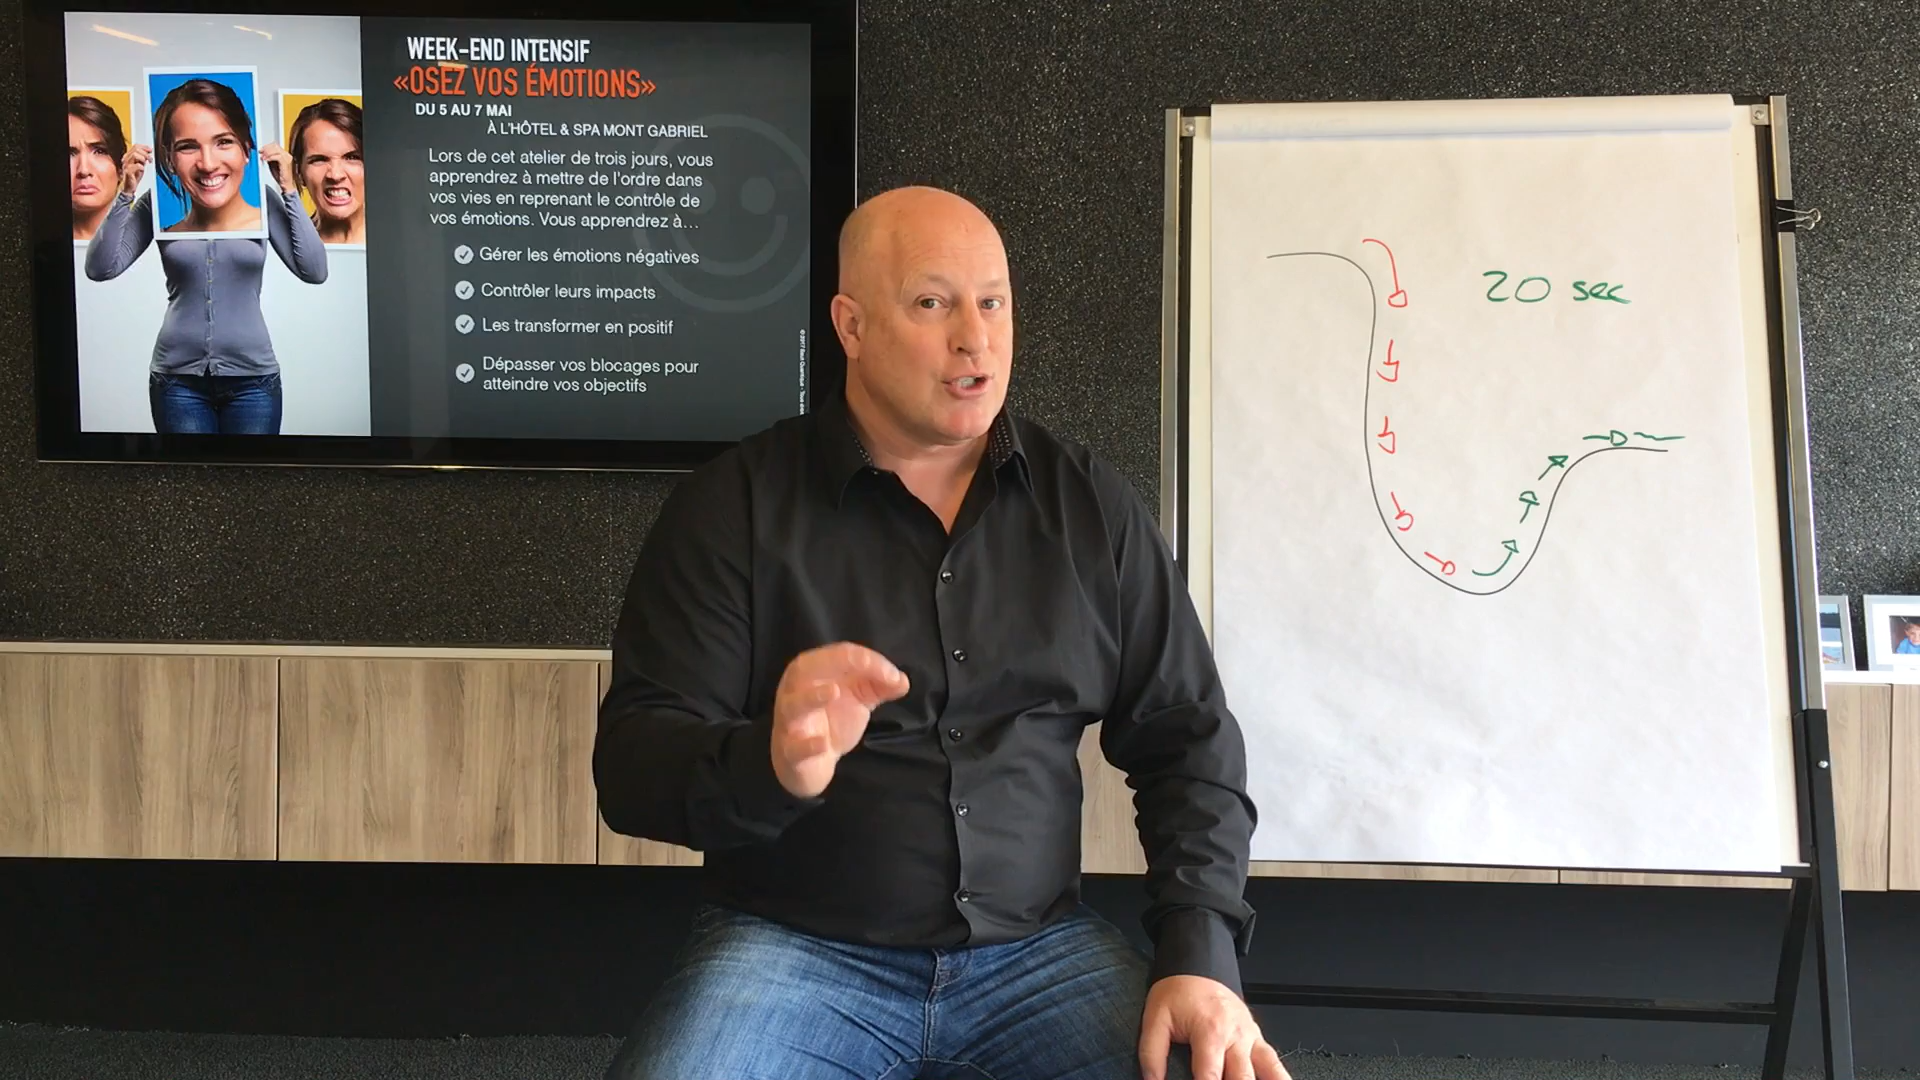 WEEK-END INTENSIF
«OSEZ VOS ÉMOTIONS»
DU 5 AU 7 MAI
À L'HÔTEL & SPA MONT GABRIEL
Lors de cet atelier de trois jours, vous
apprendrez à mettre de l'ordre dans
vos vies en reprenant le contrôle de
vos émotions. Vous apprendrez à...
Gérer les émotions négatives
Contrôler leurs impacts
Les transformer en positif
Dépasser vos blocages pour
atteindre vos objectifs
20 sec